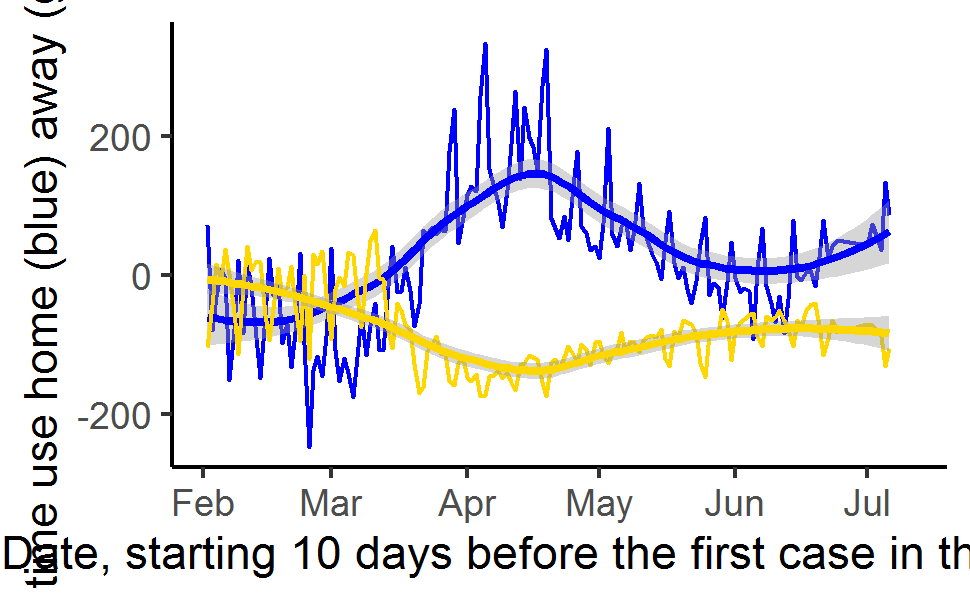 time use home (blue) away (
200
0
-200
Feb Mar Apr May Jun Jul
Date, starting 10 days before the first case in th